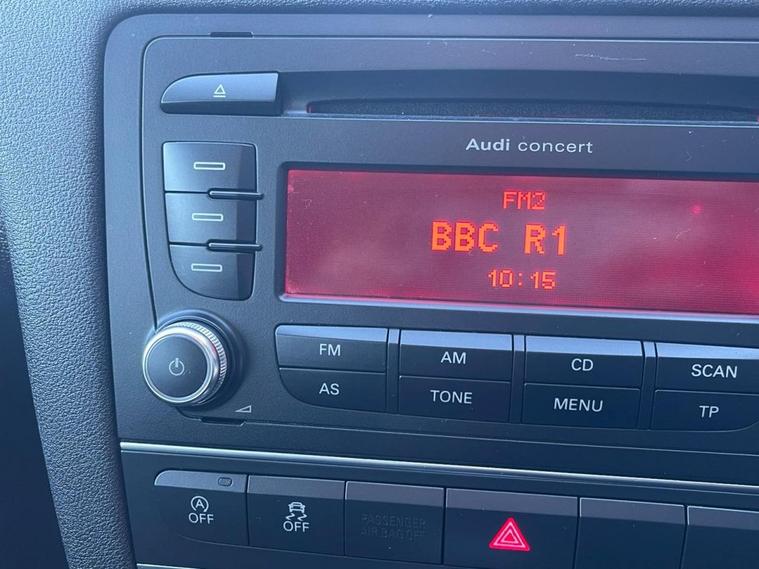 Audi concert
FM2
BBC R1
10:15
FM AM CD SCAN
AS TONE MENU TP
A OFF
OFF
PASSENGER
AIR BAG OFF